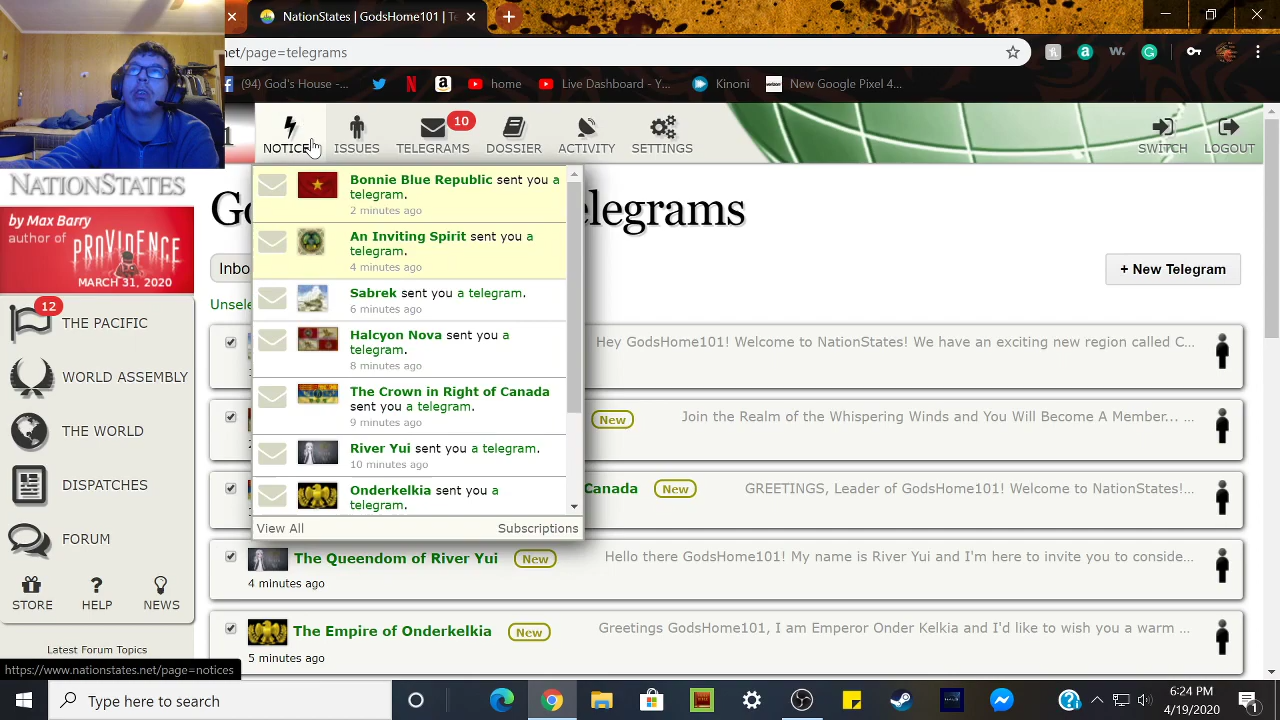 NationStates | GodsHome101 | Te
net/page=telegrams
(94) God's House -...
home
Live Dashboard - Y...
Kinoni
New Google Pixel 4...
NOTICE
ISSUES
TELEGRAMS
10
DOSSIER
ACTIVITY
SETTINGS
SWITCH
LOGOUT
NATIONSTATES
by Max Barry
author of
PROVIDENCE
MARCH 31, 2020
12
THE PACIFIC
WORLD ASSEMBLY
THE WORLD
DISPATCHES
FORUM
STORE
HELP
NEWS
Latest Forum Topics
https://www.nationstates.net/page=notices
Go
elegrams
Inbo
+ New Telegram
Unsele
Bonnie Blue Republic sent you a
telegram.
2 minutes ago
An Inviting Spirit sent you a
telegram.
4 minutes ago
Sabrek sent you a telegram.
6 minutes ago
Halcyon Nova sent you a
telegram.
8 minutes ago
The Crown in Right of Canada
sent you a telegram.
9 minutes ago
River Yui sent you a telegram.
10 minutes ago
Onderkelkia sent you a
telegram.
View All
Subscriptions
Hey GodsHome101! Welcome to NationStates! We have an exciting new region called C...
New
Join the Realm of the Whispering Winds and You Will Become A Member... ...
Canada
New
GREETINGS, Leader of GodsHome101! Welcome to NationStates!...
The Queendom of River Yui
New
Hello there GodsHome101! My name is River Yui and I'm here to invite you to conside...
4 minutes ago
The Empire of Onderkelkia
New
Greetings GodsHome101, I am Emperor Onder Kelkia and I'd like to wish you a warm ...
5 minutes ago
Type here to search
6:24 PM
4/19/2020
1